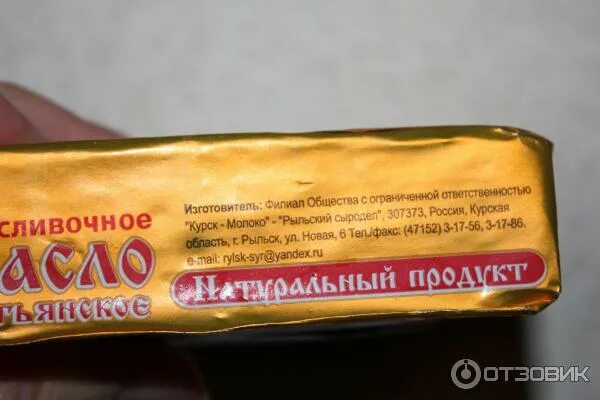 сливочное
асло
тьянское
Изготовитель: Филиал Общества с ограниченной ответственностью
"Курск - Молоко" - "Рыльский сыродел", 307373, Россия, Курская
область, г. Рыльск, ул. Новая, 6 Тел./факс: (47152) 3-17-56, 3-17-86.
e-mail: rylsk-syr@yandex.ru
Натуральный продукт
ОТЗОВИК